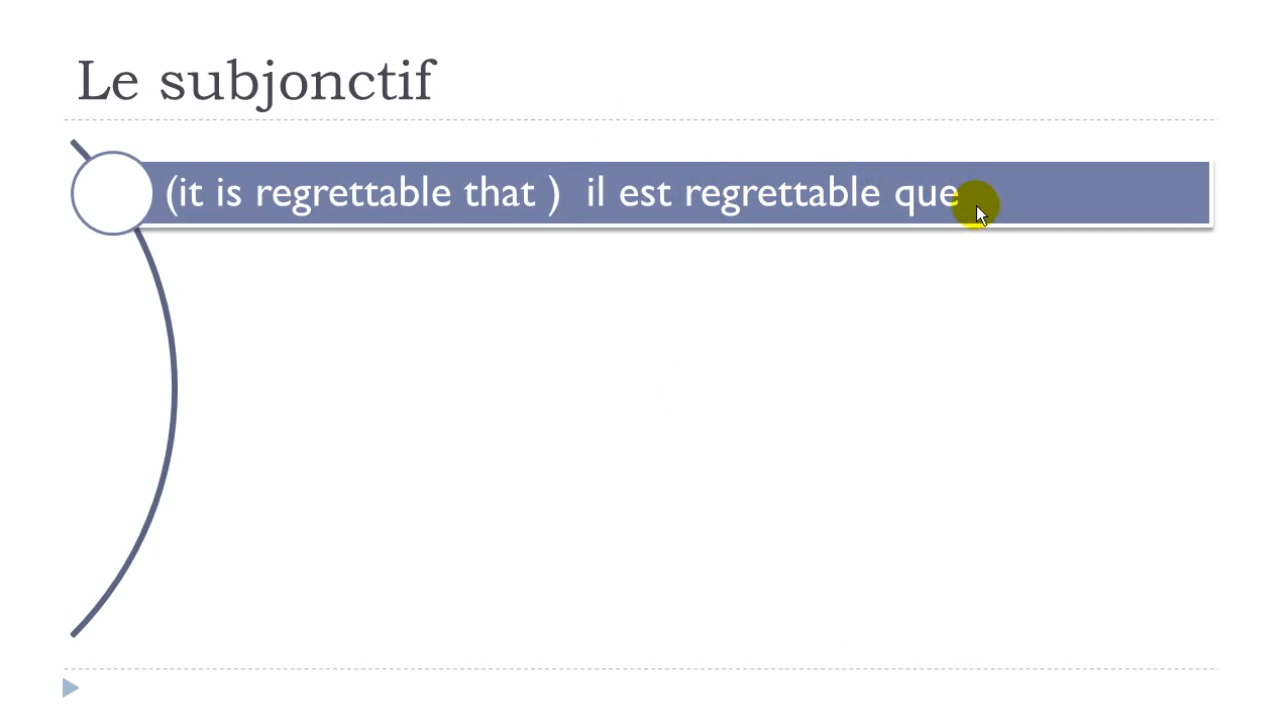 Le subjonctif
(it is regrettable that ) il est regrettable que